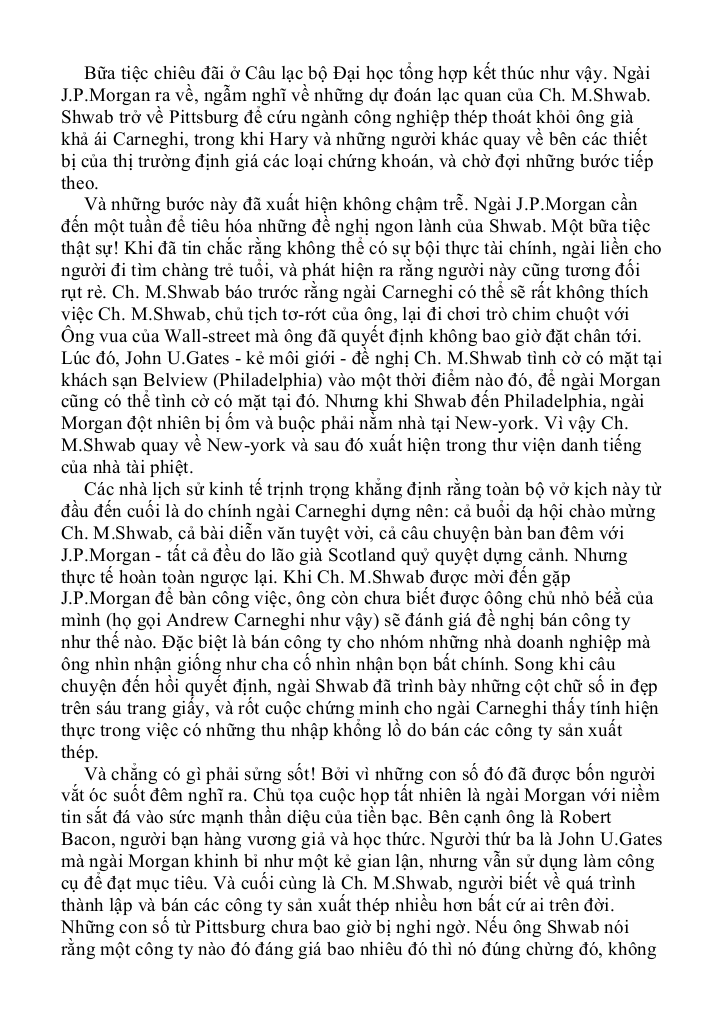 Bữa tiệc chiêu đãi ở Câu lạc bộ Đại học tổng hợp kết thúc như vậy. Ngài
J.P.Morgan ra về, ngẫm nghĩ về những dự đoán lạc quan của Ch. M.Shwab.
Shwab trở về Pittsburg để cứu ngành công nghiệp thép thoát khỏi ông già
khả ái Carneghi, trong khi Hary và những người khác quay về bên các thiết
bị của thị trường định giá các loại chứng khoán, và chờ đợi những bước tiếp
theo.
Và những bước này đã xuất hiện không chậm trễ. Ngài J.P.Morgan cần
đến một tuần để tiêu hóa những đề nghị ngon lành của Shwab. Một bữa tiệc
thật sự! Khi đã tin chắc rằng không thể có sự bội thực tài chính, ngài liền cho
người đi tìm chàng trẻ tuổi, và phát hiện ra rằng người này cũng tương đối
rụt rè. Ch. M.Shwab báo trước rằng ngài Carneghi có thể sẽ rất không thích
việc Ch. M.Shwab, chủ tịch tơ-rớt của ông, lại đi chơi trò chim chuột với
Ông vua của Wall-street mà ông đã quyết định không bao giờ đặt chân tới.
Lúc đó, John U.Gates - kẻ môi giới - đề nghị Ch. M.Shwab tình cờ có mặt tại
khách sạn Belview (Philadelphia) vào một thời điểm nào đó, để ngài Morgan
cũng có thể tình cờ có mặt tại đó. Nhưng khi Shwab đến Philadelphia, ngài
Morgan đột nhiên bị ốm và buộc phải nằm nhà tại New-york. Vì vậy Ch.
M.Shwab quay về New-york và sau đó xuất hiện trong thư viện danh tiếng
của nhà tài phiệt.
Các nhà lịch sử kinh tế trịnh trọng khẳng định rằng toàn bộ vở kịch này từ
đầu đến cuối là do chính ngài Carneghi dựng nên: cả buổi dạ hội chào mừng
Ch. M.Shwab, cả bài diễn văn tuyệt vời, cả câu chuyện bàn ban đêm với
J.P.Morgan - tất cả đều do lão già Scotland quỷ quyệt dựng cảnh. Nhưng
thực tế hoàn toàn ngược lại. Khi Ch. M.Shwab được mời đến gặp
J.P.Morgan để bàn công việc, ông còn chưa biết được ôông chủ nhỏ béằ của
mình (họ gọi Andrew Carneghi như vậy) sẽ đánh giá đề nghị bán công ty
như thế nào. Đặc biệt là bán công ty cho nhóm những nhà doanh nghiệp mà
ông nhìn nhận giống như cha cố nhìn nhận bọn bất chính. Song khi câu
chuyện đến hồi quyết định, ngài Shwab đã trình bày những cột chữ số in đẹp
trên sáu trang giấy, và rốt cuộc chứng minh cho ngài Carneghi thấy tính hiện
thực trong việc có những thu nhập khổng lồ do bán các công ty sản xuất
thép.
Và chẳng có gì phải sửng sốt! Bởi vì những con số đó đã được bốn người
vắt óc suốt đêm nghĩ ra. Chủ tọa cuộc họp tất nhiên là ngài Morgan với niềm
tin sắt đá vào sức mạnh thần diệu của tiền bạc. Bên cạnh ông là Robert
Bacon, người bạn hàng vương giả và học thức. Người thứ ba là John U.Gates
mà ngài Morgan khinh bỉ như một kẻ gian lận, nhưng vẫn sử dụng làm công
cụ để đạt mục tiêu. Và cuối cùng là Ch. M.Shwab, người biết về quá trình
thành lập và bán các công ty sản xuất thép nhiều hơn bất cứ ai trên đời.
Những con số từ Pittsburg chưa bao giờ bị nghi ngờ. Nếu ông Shwab nói
rằng một công ty nào đó đáng giá bao nhiêu đó thì nó đúng chừng đó, không